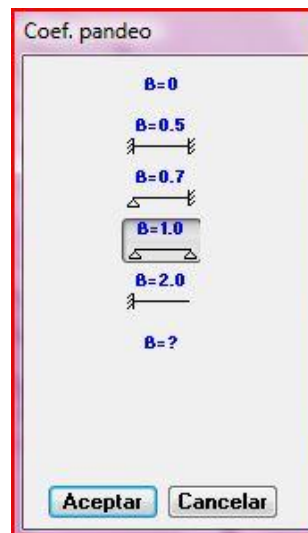 Coef. pandeo
B=0
B=0.5
B=0.7
B=1.0
B=2.0
B=?
Aceptar Cancelar